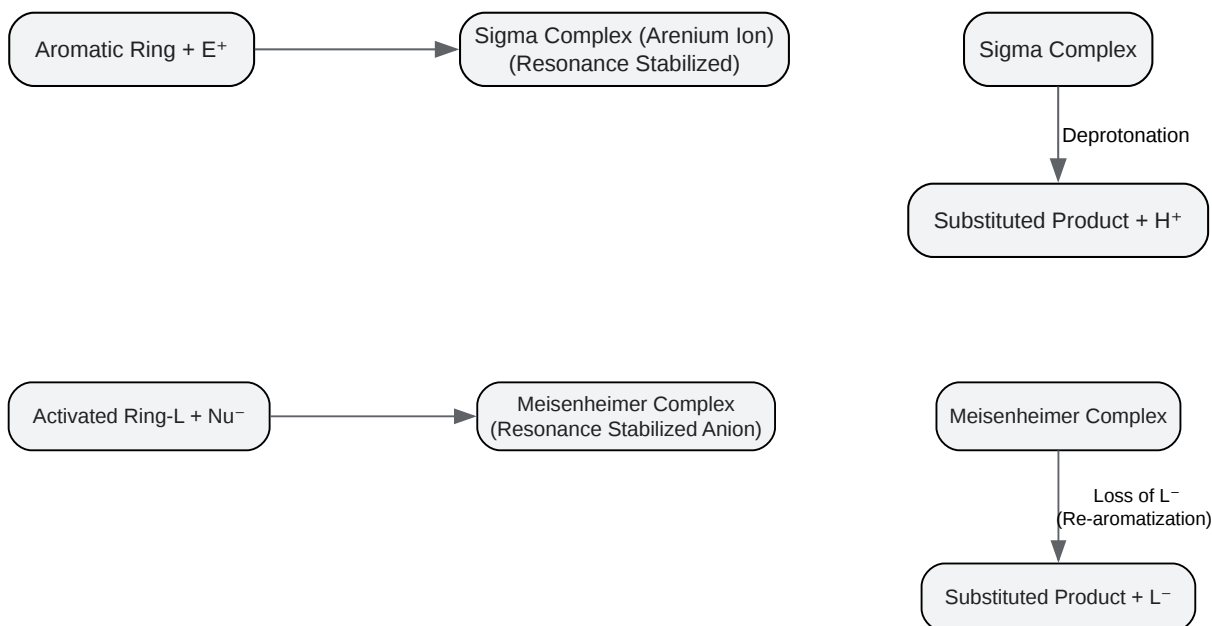 Aromatic Ring + E⁺
Sigma Complex (Arenium Ion)
(Resonance Stabilized)
Sigma Complex
Deprotonation
Substituted Product + H⁺
Activated Ring-L + Nu⁻
Meisenheimer Complex
(Resonance Stabilized Anion)
Meisenheimer Complex
Loss of L⁻
(Re-aromatization)
Substituted Product + L⁻